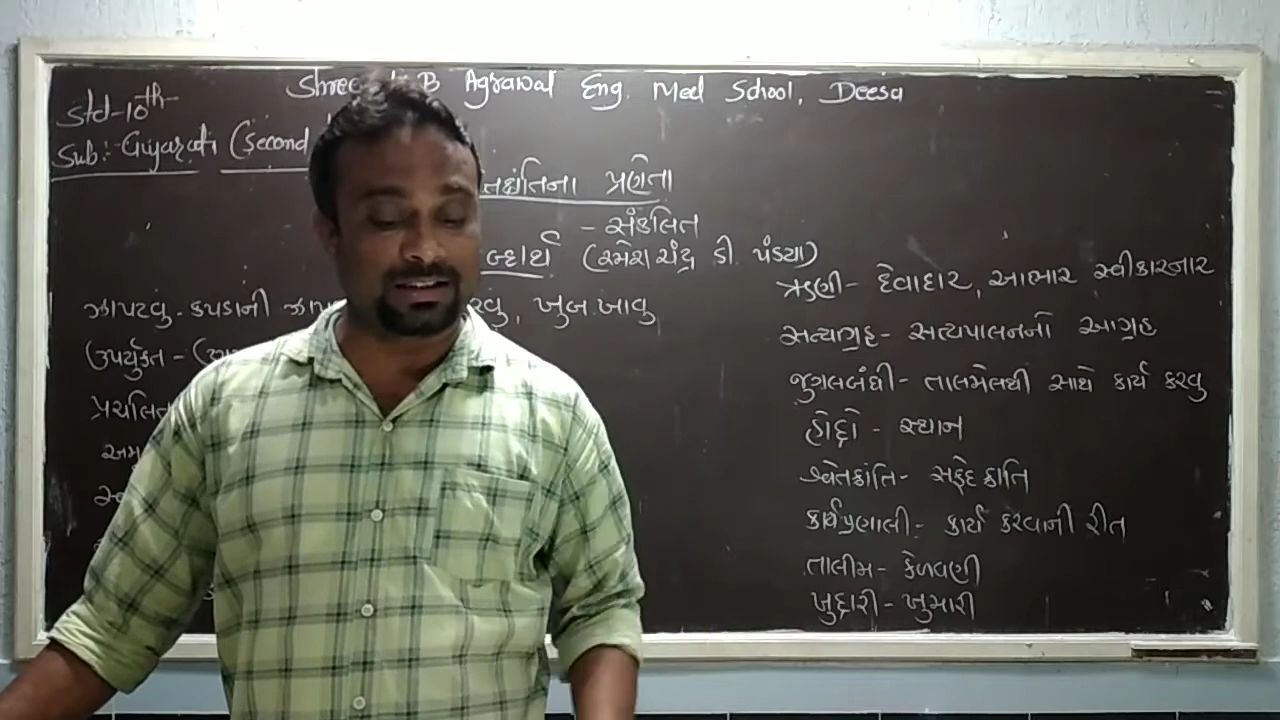 Shree B Agrawal Eng. Med School, Deesa
Std-10th
Sub:- Gujarati (Second
પ્રણેતા
- સંકલિત
(રમેશચંદ્ર ડી. પંડયા)
ઝાપટવું - કપડાની રવું, ખુબ ખાવુ
ઉપર્યુકત -
પ્રચલિત
ઋણી - દેવાદાર, આભાર સ્વીકારનાર
સત્યાગ્રહ - સત્યપાલનનો આગ્રહ
જુગલબંધી - તાલમેલથી સાથે કાર્ય કરવુ
હોદ્દો - સ્થાન
શ્વેતક્રાંતિ - સફેદ ક્રાતિ
કાર્યપ્રણાલી - કાર્ય કરવાની રીત
તાલીમ - કેળવણી
ખુદ્દારી - ખુમારી